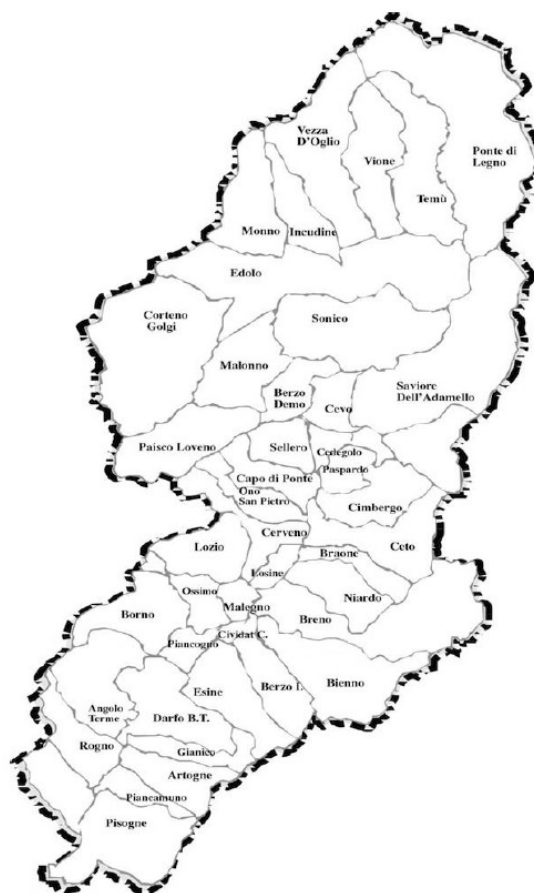 Vezza
D'Oglio
Vione
Ponte di
Legno
Temù
Monno
Incudine
Edolo
Corteno
Golgi
Sonico
Malonno
Berzo
Demo
Cevo
Saviore
Dell'Adamello
Paisco Loveno
Sellero
Cedegolo
Paspardo
Capo di Ponte
Ono
San Pietro
Cimbergo
Cerveno
Lozio
Braone
Ceto
Losine
Ossimo
Niardo
Borno
Malegno
Breno
Piancogno
Cividat C.
Bienno
Esine
Berzo I.
Angolo
Terme
Darfo B.T.
Rogno
Gianico
Artogne
Piancamuno
Pisogne